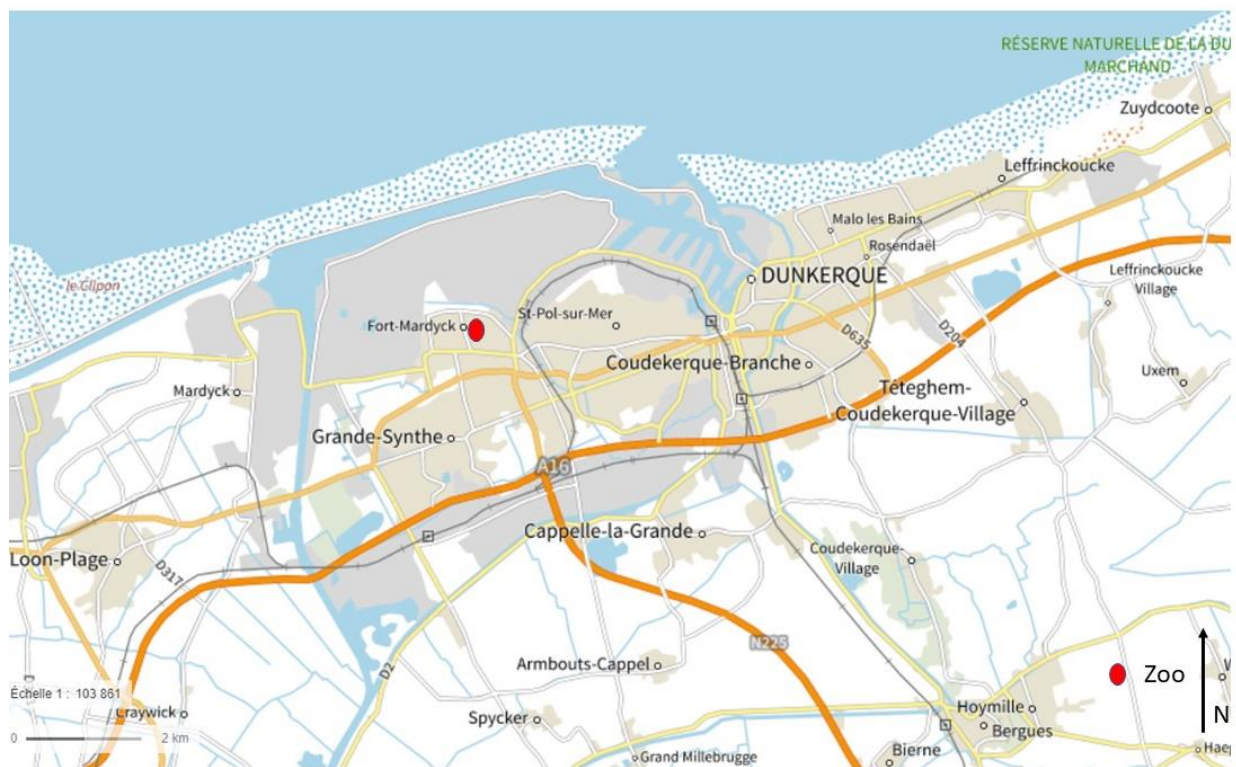 RÉSERVE NATURELLE DE LA DU
MARCHAND
Zuydcoote
Leffrinckoucke
Malo les Bains
Rosendaël
le Clipon
DUNKERQUE
Leffrinckoucke
Village
Fort-Mardyck
St-Pol-sur-Mer
D635
D204
Coudekerque-Branche
Uxem
Mardyck
Téteghem-
Coudekerque-Village
Grande-Synthe
A16
Cappelle-la-Grande
Coudekerque-
Village
Loon-Plage
D317
N225
Armbouts-Cappel
D2
Zoo
W
Échelle 1 : 103 861
Craywick
Spycker
Hoymille
N
Bergues
0 2 km
Bierne
Grand Millebrugge
Haep